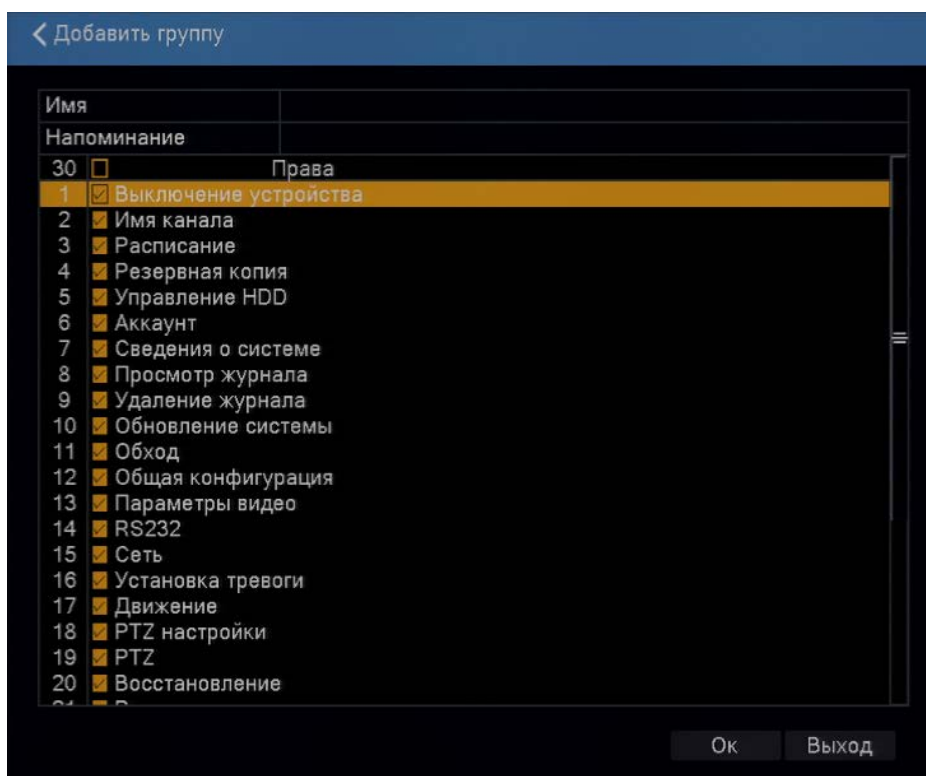 Добавить группу
Имя
Напоминание
30 Права
1 Выключение устройства
2 Имя канала
3 Расписание
4 Резервная копия
5 Управление HDD
6 Аккаунт
7 Сведения о системе
8 Просмотр журнала
9 Удаление журнала
10 Обновление системы
11 Обход
12 Общая конфигурация
13 Параметры видео
14 RS232
15 Сеть
16 Установка тревоги
17 Движение
18 PTZ настройки
19 PTZ
20 Восстановление
Ок Выход